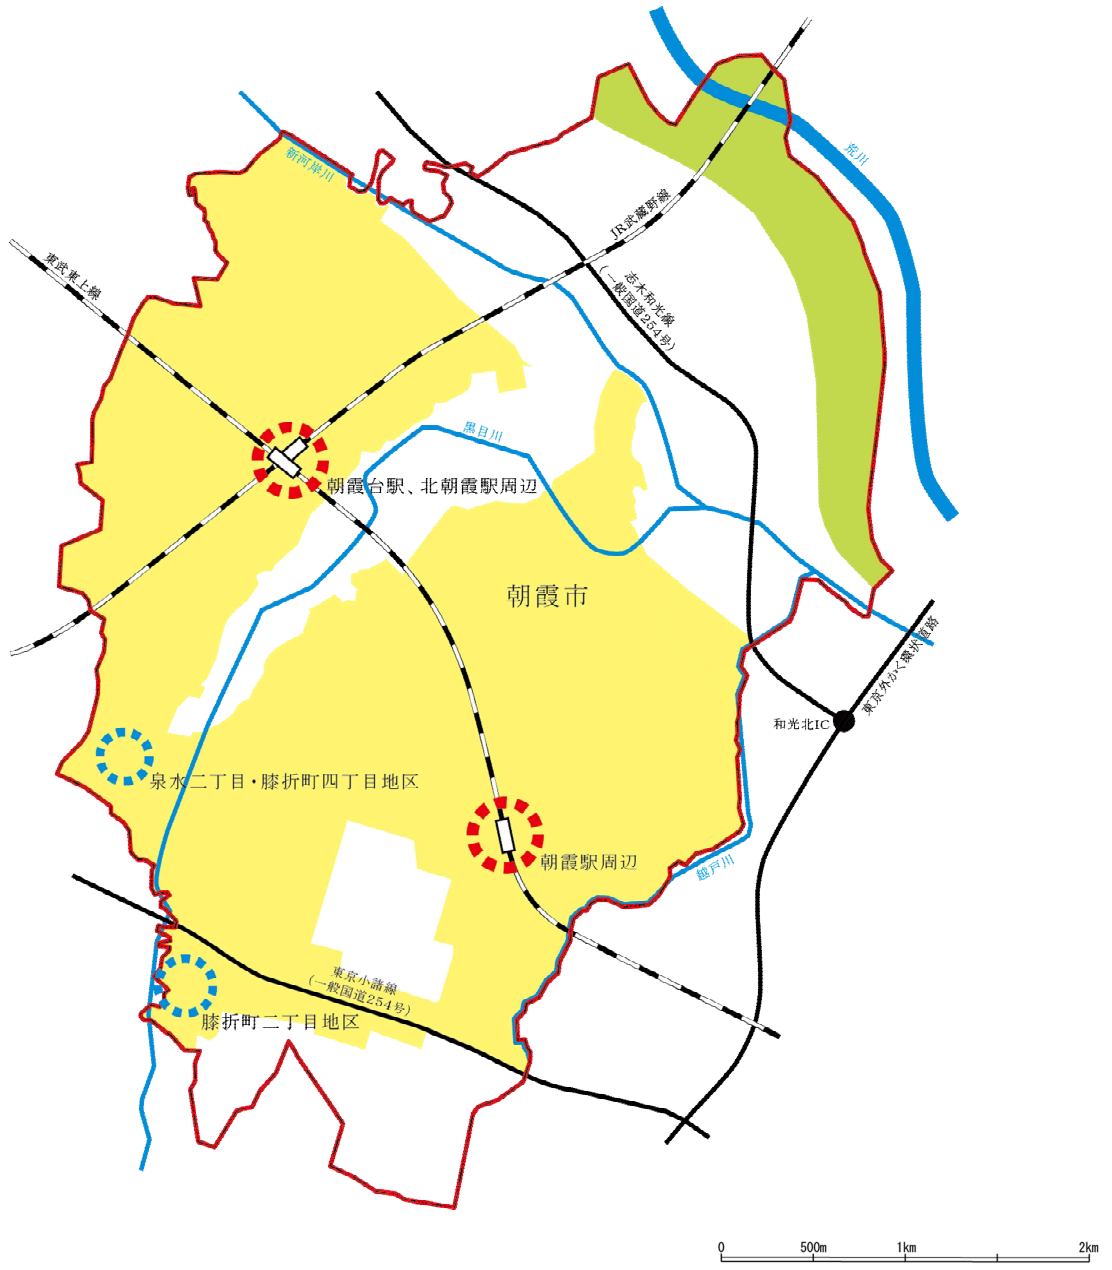 荒川
新河岸川
JR武蔵野線
東武東上線
志木和光線
(一般国道254号)
黒目川
朝霞台駅、北朝霞駅周辺
朝霞市
東京外かく環状道路
和光北IC
泉水二丁目・膝折町四丁目地区
朝霞駅周辺
越戸川
東京小諸線
(一般国道254号)
膝折町二丁目地区
0 500m 1km 2km